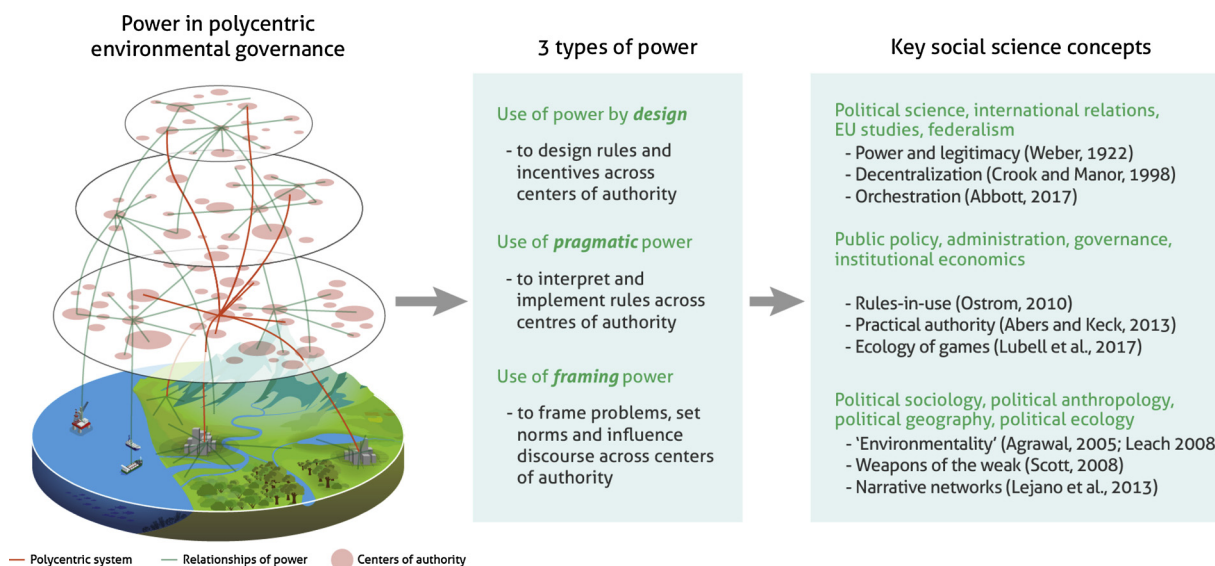 Power in polycentric
environmental governance
3 types of power
Key social science concepts
Use of power by design
- to design rules and
incentives across
centers of authority
Use of pragmatic power
- to interpret and
implement rules across
centres of authority
Use of framing power
- to frame problems, set
norms and influence
discourse across centers
of authority
Political science, international relations,
EU studies, federalism
- Power and legitimacy (Weber, 1922)
- Decentralization (Crook and Manor, 1998)
- Orchestration (Abbott, 2017)
Public policy, administration, governance,
institutional economics
- Rules-in-use (Ostrom, 2010)
- Practical authority (Abers and Keck, 2013)
- Ecology of games (Lubell et al., 2017)
Political sociology, political anthropology,
political geography, political ecology
- ‘Environmentality’ (Agrawal, 2005; Leach 2008
- Weapons of the weak (Scott, 2008)
- Narrative networks (Lejano et al., 2013)
Polycentric system
Relationships of power
Centers of authority